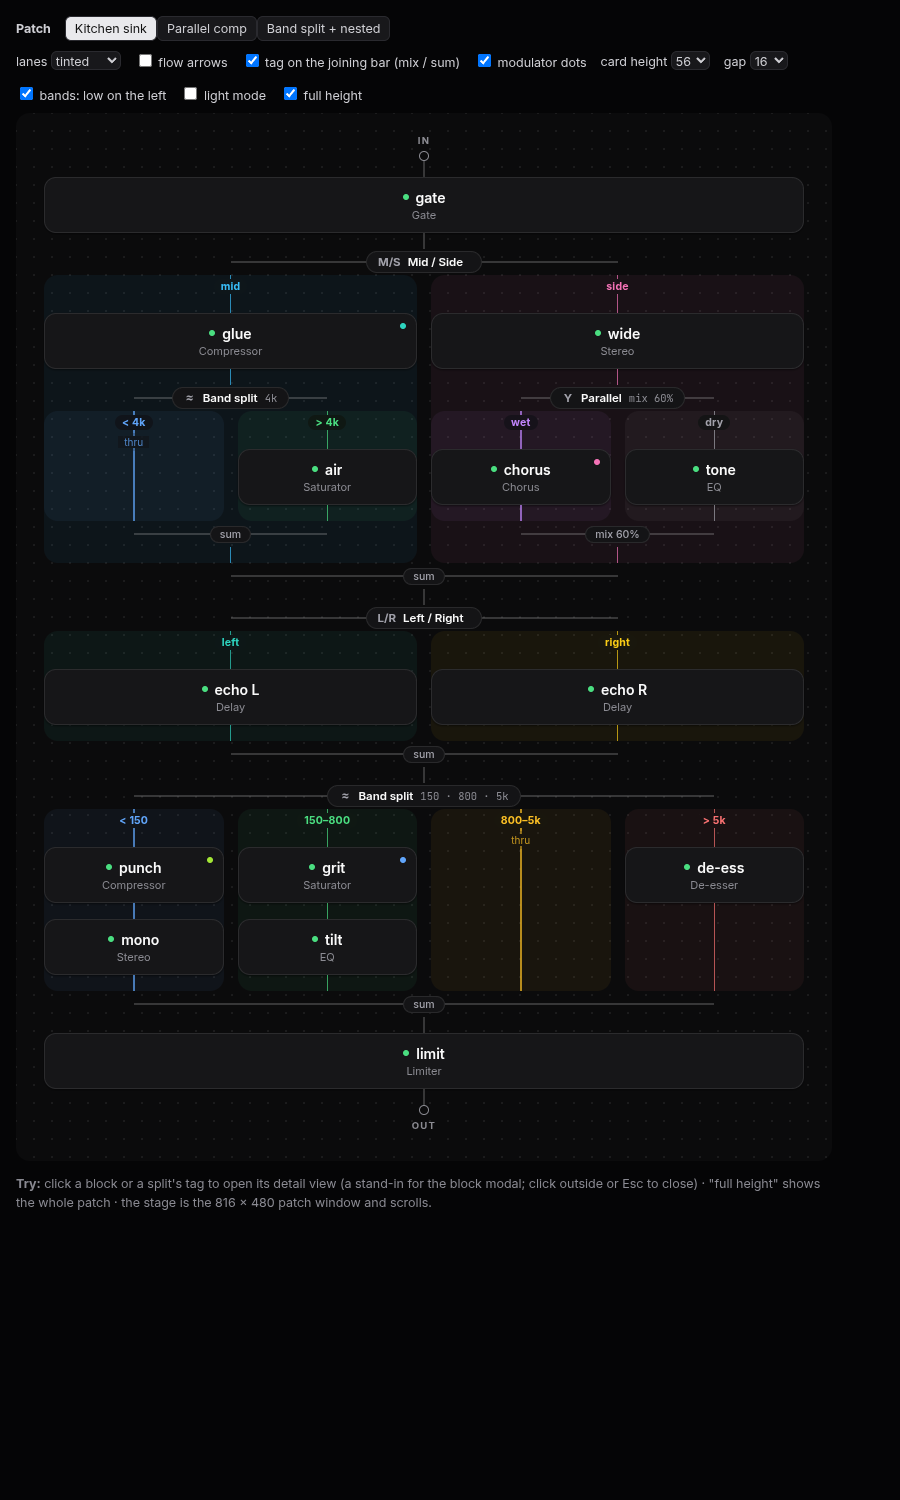 Patch Kitchen sink Parallel comp Band split + nested
lanes tinted flow arrows tag on the joining bar (mix / sum) modulator dots card height 56 gap 16
bands: low on the left light mode full height
IN
gate
Gate
M/S Mid / Side
mid side
glue wide
Compressor Stereo
≈ Band split 4k Y Parallel mix 60%
< 4k > 4k wet dry
thru
air chorus tone
Saturator Chorus EQ
sum mix 60%
sum
L/R Left / Right
left right
echo L echo R
Delay Delay
sum
≈ Band split 150 · 800 · 5k
< 150 150–800 800–5k > 5k
thru
punch grit de-ess
Compressor Saturator De-esser
mono tilt
Stereo EQ
sum
limit
Limiter
OUT
Try: click a block or a split's tag to open its detail view (a stand-in for the block modal; click outside or Esc to close) · "full height" shows
the whole patch · the stage is the 816 × 480 patch window and scrolls.